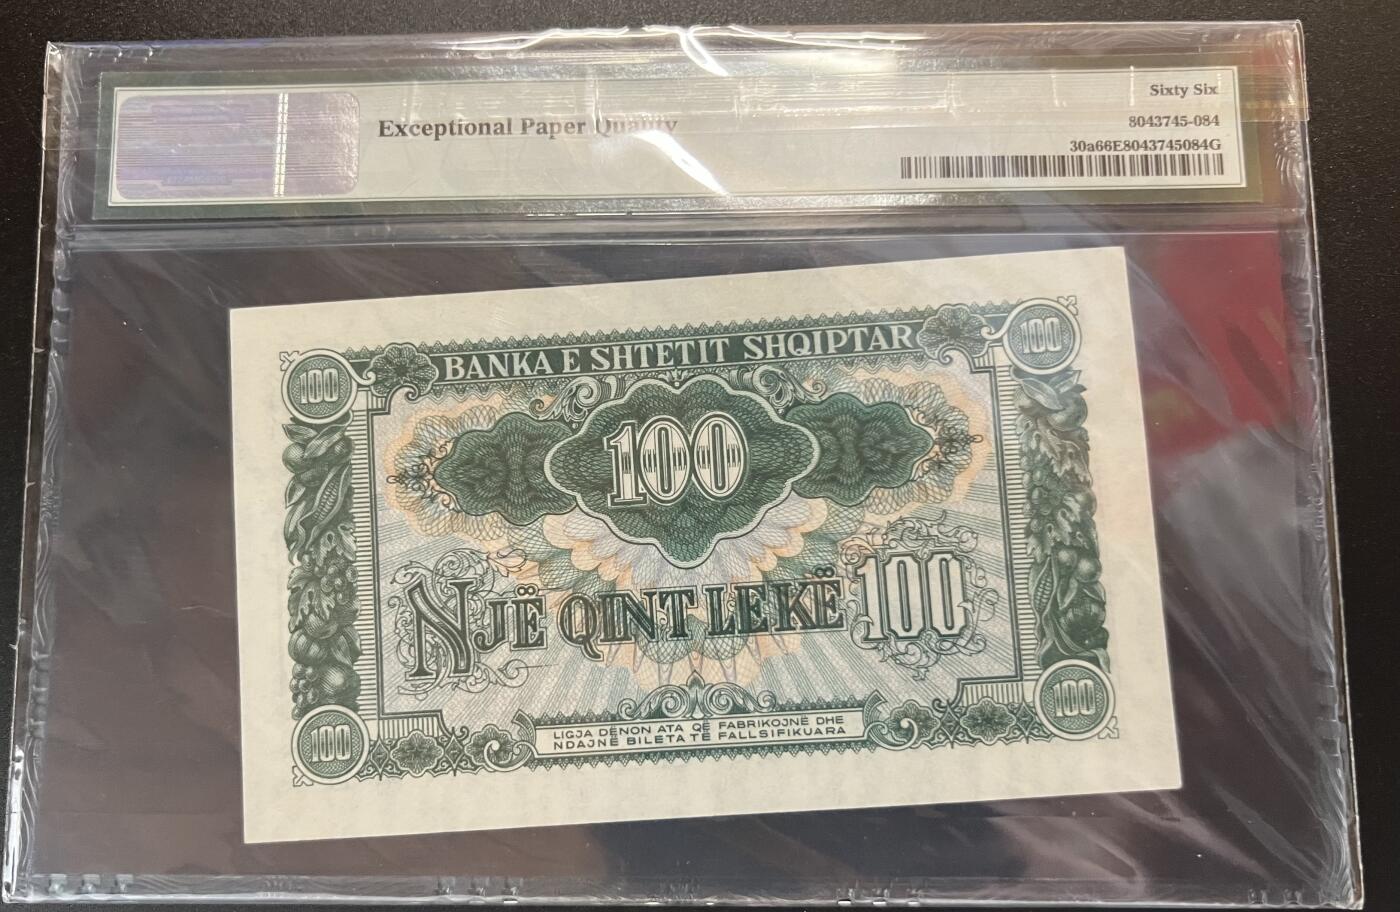 Exceptional Paper Quality
Sixty Six
8043745-084
30a66E8043745084G
BANKA E SHTETIT SHQIPTAR
100
100
100
NJË QINT LEKË 100
100
100
LIGJA DËNON ATA QË FABRIKOJNË DHE
NDAJNË BILETA TË FALLSIFIKUARA